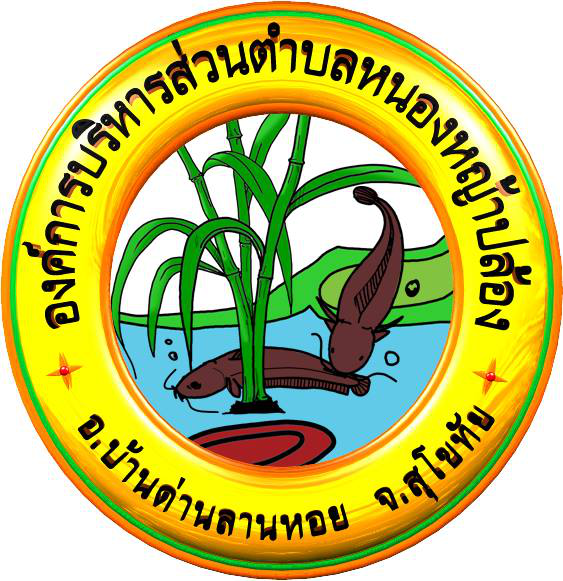 องค์การบริหารส่วนตำบลหนองหญ้าปล้อง
อ.บ้านด่านลานหอย จ.สุโขทัย